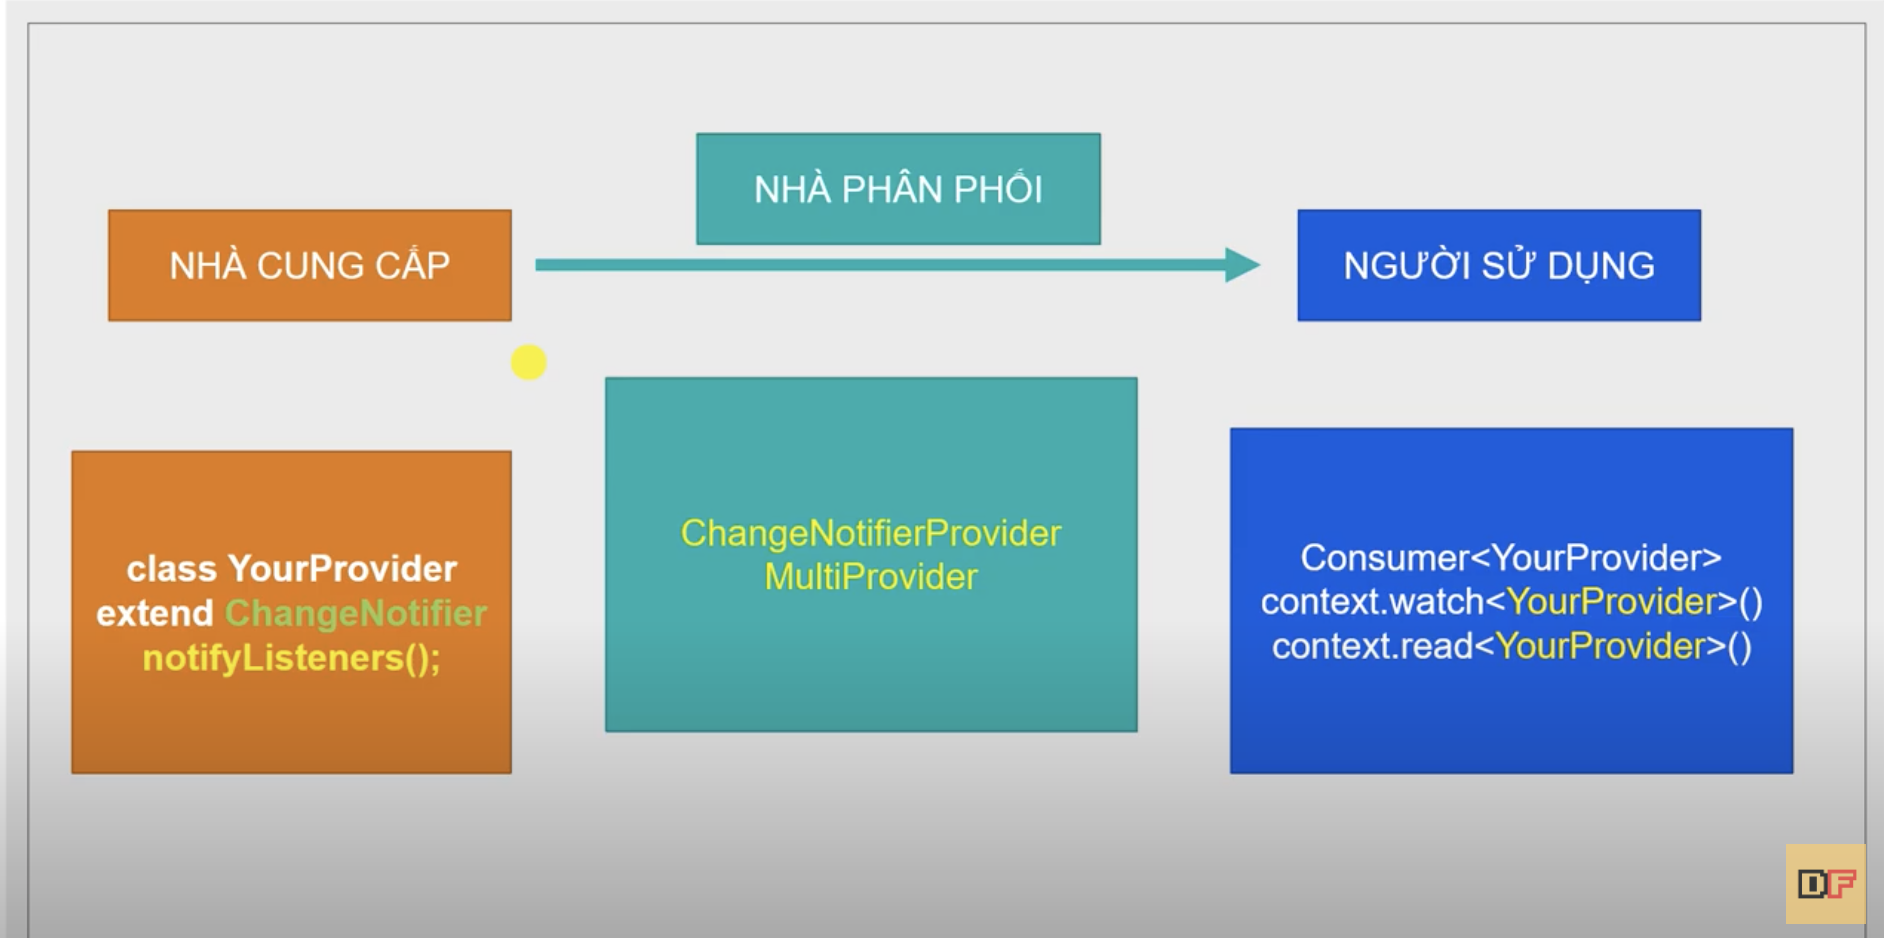 NHÀ PHÂN PHỐI
NHÀ CUNG CẤP
NGƯỜI SỬ DỤNG
class YourProvider
extend ChangeNotifier
notifyListeners();
ChangeNotifierProvider
MultiProvider
Consumer<YourProvider>
context.watch<YourProvider>()
context.read<YourProvider>()
DF